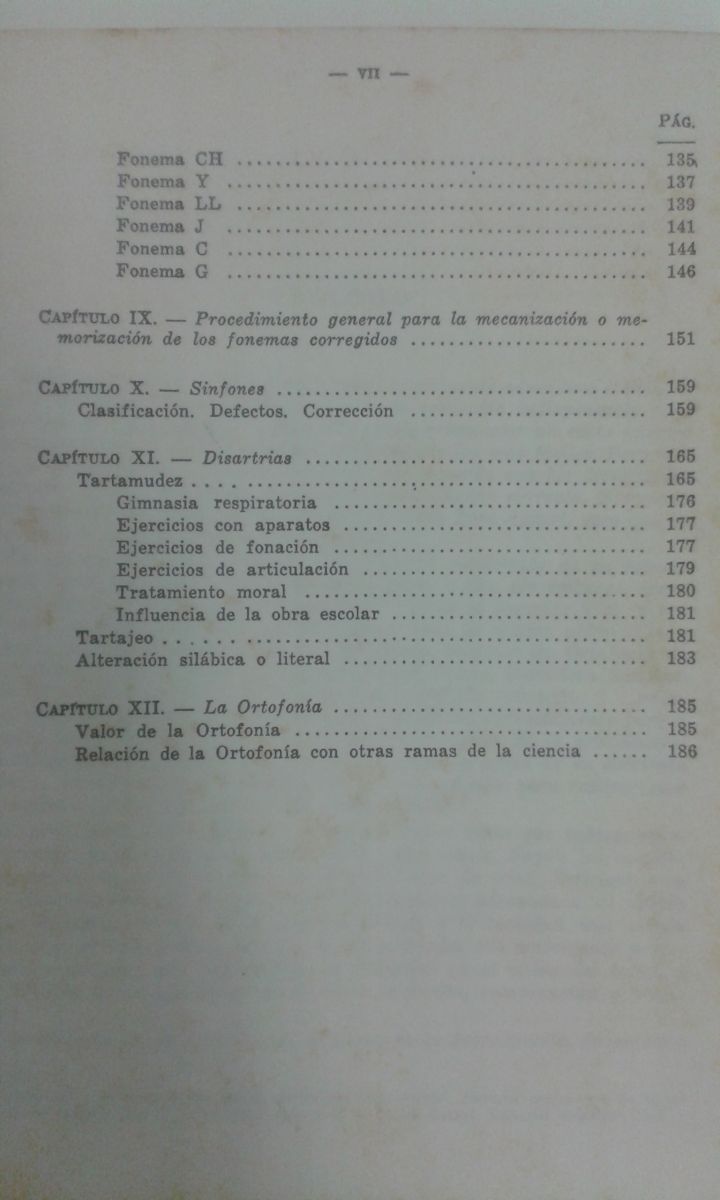 — VII —
PÁG.
Fonema CH ........................................ 135
Fonema Y ........................................ 137
Fonema LL ........................................ 139
Fonema J ........................................ 141
Fonema C ........................................ 144
Fonema G ........................................ 146
CAPÍTULO IX. — Procedimiento general para la mecanización o me-
morización de los fonemas corregidos ........................ 151
CAPÍTULO X. — Sinfones .................................... 159
Clasificación. Defectos. Corrección ........................ 159
CAPÍTULO XI. — Disartrias .................................. 165
Tartamudez .............................................. 165
Gimnasia respiratoria ................................ 176
Ejercicios con aparatos ............................... 177
Ejercicios de fonación ................................ 177
Ejercicios de articulación ............................. 179
Tratamiento moral ................................... 180
Influencia de la obra escolar ........................... 181
Tartajeo ................................................ 181
Alteración silábica o literal ............................... 183
CAPÍTULO XII. — La Ortofonía ................................ 185
Valor de la Ortofonía .................................... 185
Relación de la Ortofonía con otras ramas de la ciencia ...... 186